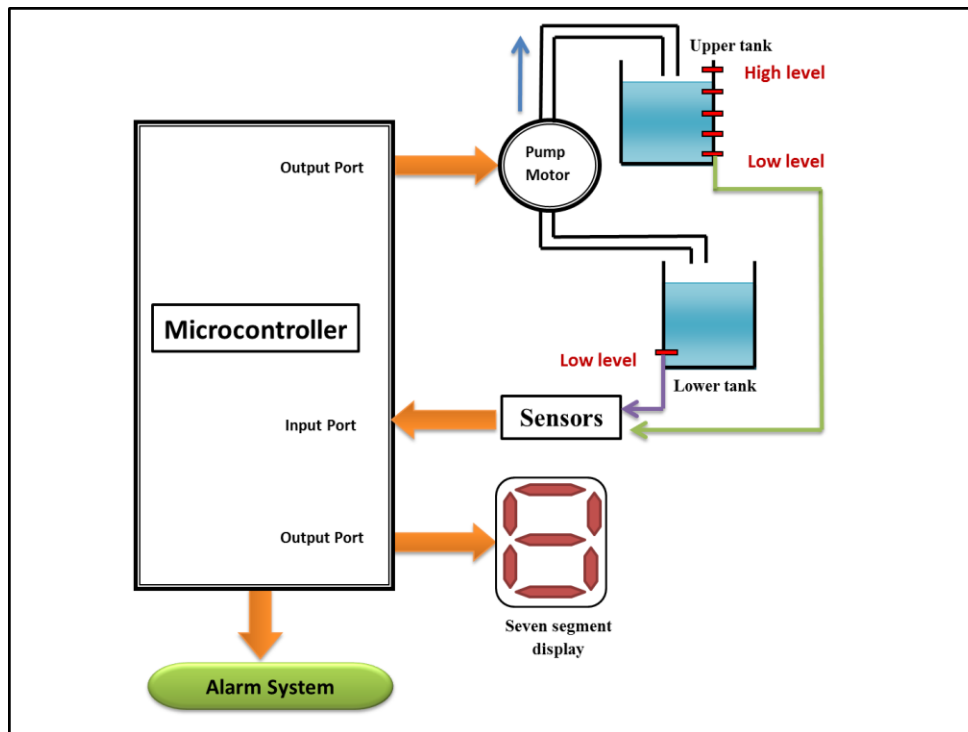 Upper tank
High level
Output Port
Pump
Motor
Low level
Microcontroller
Low level
Lower tank
Sensors
Input Port
Output Port
Seven segment
display
Alarm System